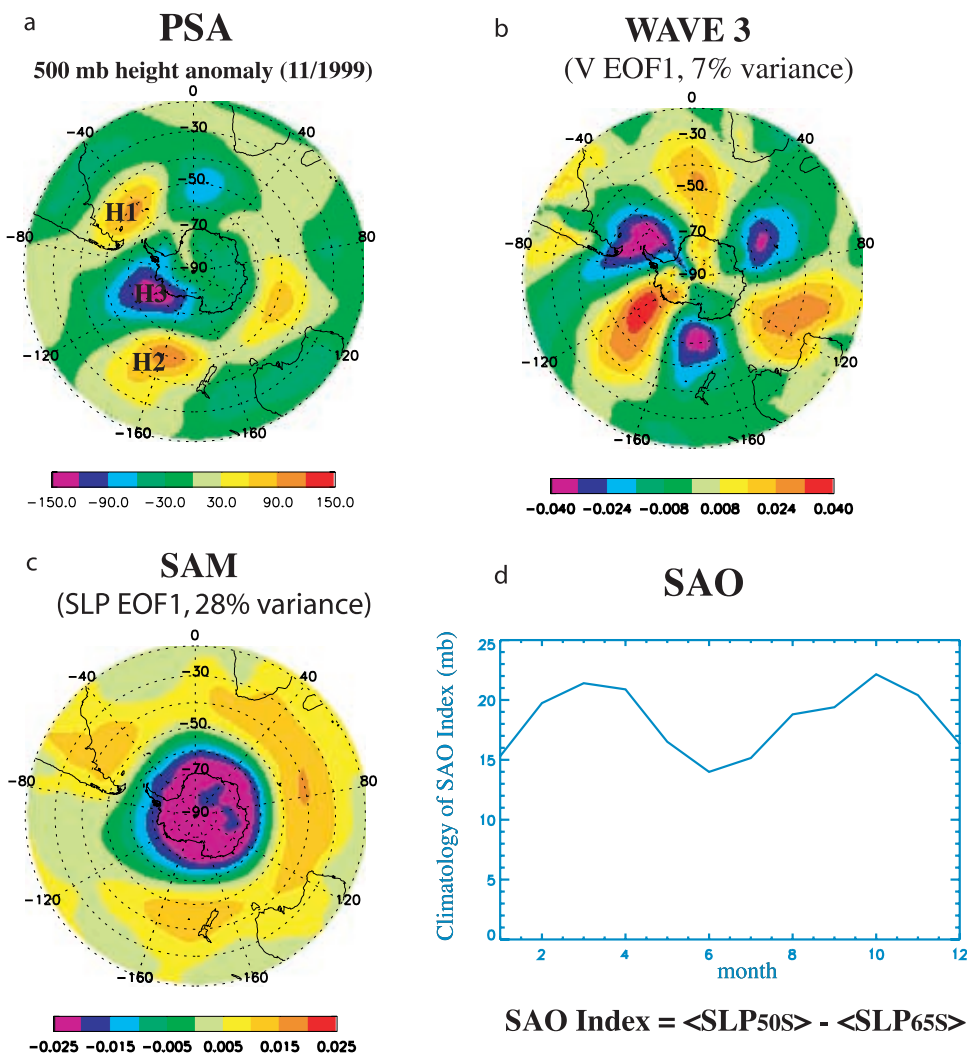 a
PSA
500 mb height anomaly (11/1999)
0
-40
-30
40
-50
H1
-70
-80
80
-90
H3
H2
-120
120
-160
160
-150.0 -90.0 -30.0 30.0 90.0 150.0
b
WAVE 3
(V EOF1, 7% variance)
0
-40
-30
40
-50
-70
-80
80
-90
-120
120
-160
160
-0.040 -0.024 -0.008 0.008 0.024 0.040
c
SAM
(SLP EOF1, 28% variance)
0
-40
-30
40
-50
-70
-80
80
-90
-120
120
-160
160
-0.025 -0.015 -0.005 0.005 0.015 0.025
d
SAO
Climatology of SAO Index (mb)
25
20
15
10
5
0
2 4 6 8 10 12
month
SAO Index = <SLP50S> - <SLP65S>